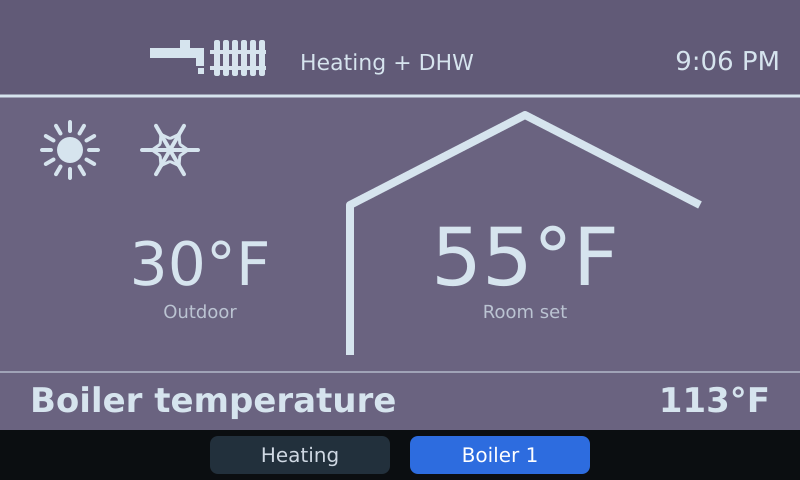 Heating + DHW
9:06 PM
30°F
Outdoor
55°F
Room set
Boiler temperature
113°F
Heating
Boiler 1